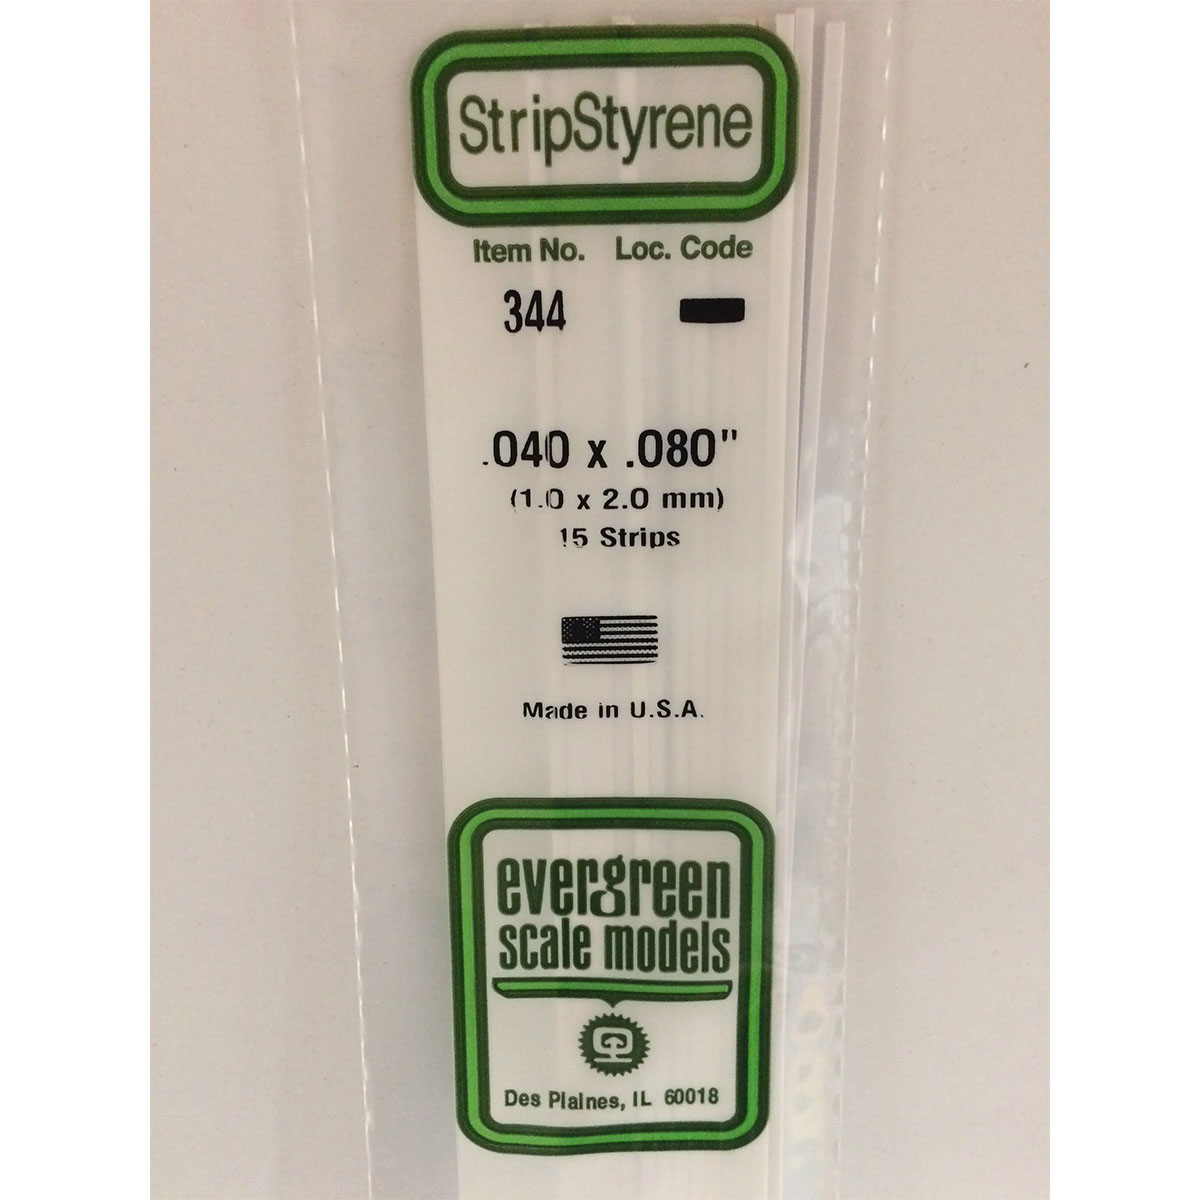 StripStyrene
Item No. Loc. Code
344
.040 x .080"
(1.0 x 2.0 mm)
15 Strips
Made in U.S.A.
evergreen
scale models
Des Plaines, IL 60018